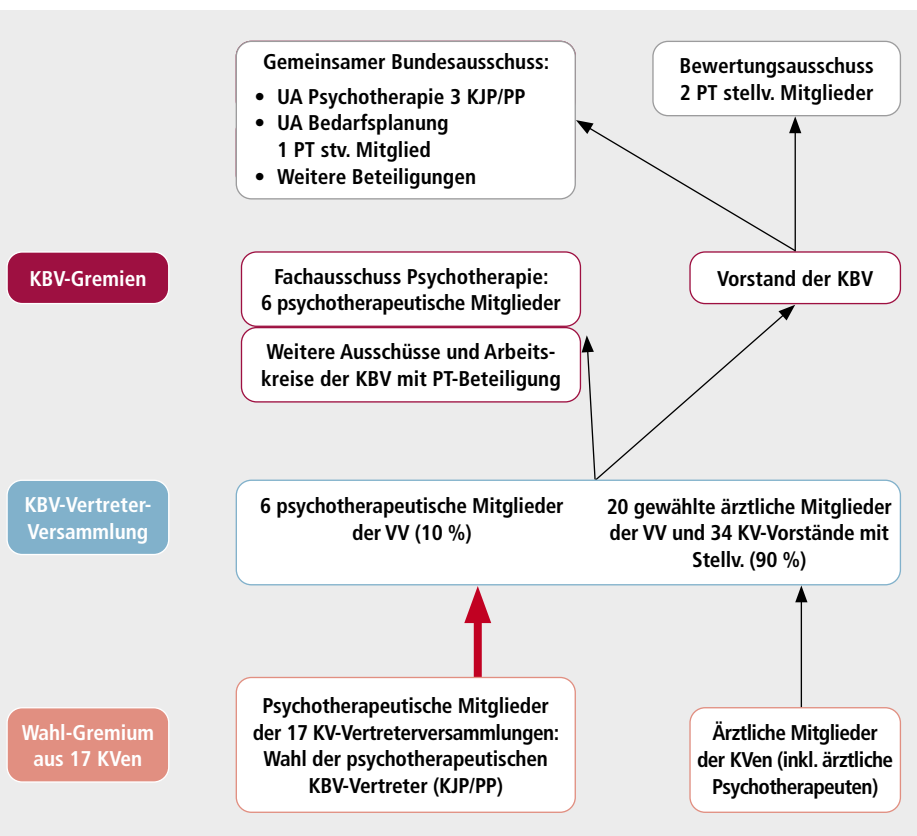 Gemeinsamer Bundesausschuss:
• UA Psychotherapie 3 KJP/PP
• UA Bedarfsplanung
1 PT stv. Mitglied
• Weitere Beteiligungen
Bewertungsausschuss
2 PT stellv. Mitglieder
KBV-Gremien
Fachausschuss Psychotherapie:
6 psychotherapeutische Mitglieder
Weitere Ausschüsse und Arbeits-
kreise der KBV mit PT-Beteiligung
Vorstand der KBV
KBV-Vertreter-
Versammlung
6 psychotherapeutische Mitglieder
der VV (10 %)
20 gewählte ärztliche Mitglieder
der VV und 34 KV-Vorstände mit
Stellv. (90 %)
Wahl-Gremium
aus 17 KVen
Psychotherapeutische Mitglieder
der 17 KV-Vertreterversammlungen:
Wahl der psychotherapeutischen
KBV-Vertreter (KJP/PP)
Ärztliche Mitglieder
der KVen (inkl. ärztliche
Psychotherapeuten)